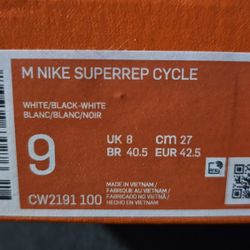 M NIKE SUPERREP CYCLE
WHITE/BLACK-WHITE
BLANC/BLANC/NOIR
9
UK 8 cm 27
BR 40.5 EUR 42.5
CW2191 100
MADE IN VIETNAM /
FABRIQUE AU VIETNAM /
FABRICADO NO VIETNÃ /
HECHO EN VIETNAM